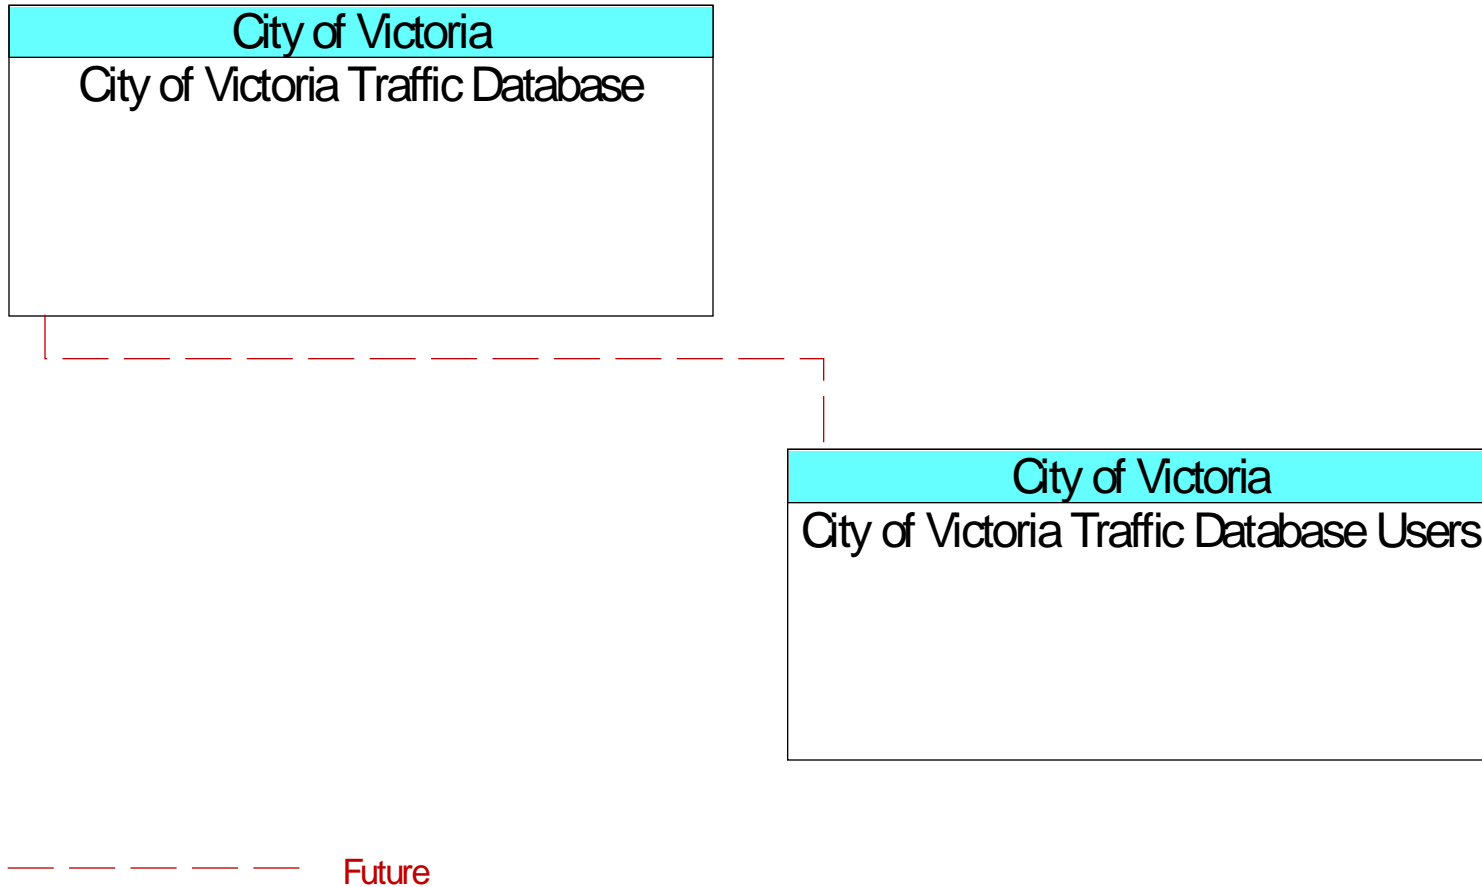 City of Victoria
City of Victoria Traffic Database
City of Victoria
City of Victoria Traffic Database Users
Future